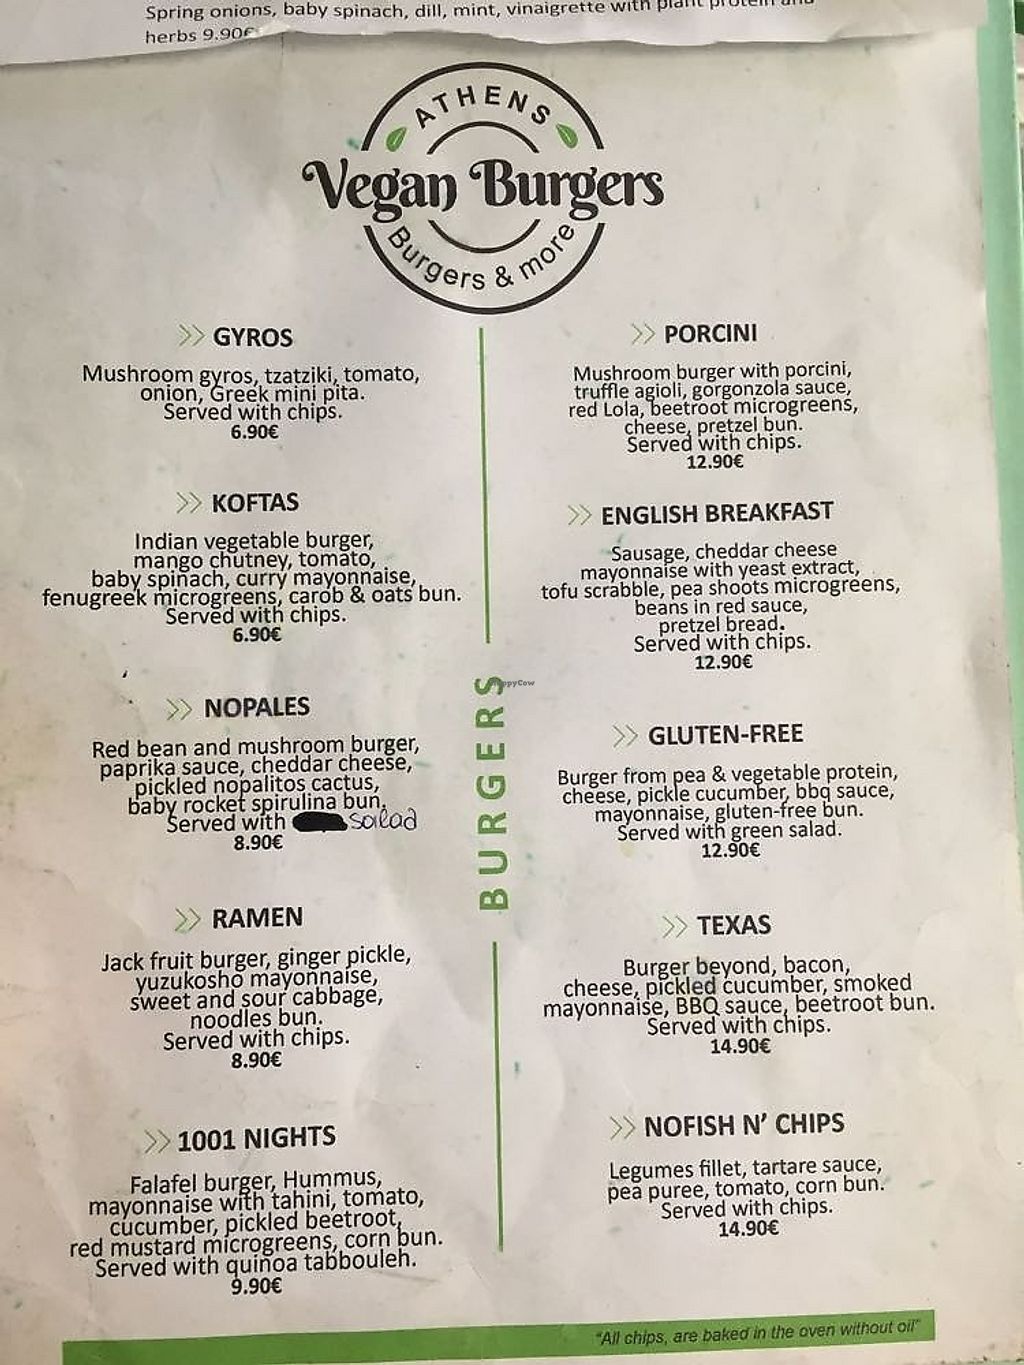 Spring onions, baby spinach, dill, mint, vinaigrette with plant protein and
herbs 9.90€
ATHENS
Vegan Burgers
Burgers & more
>> GYROS
Mushroom gyros, tzatziki, tomato,
onion, Greek mini pita.
Served with chips.
6.90€
>> KOFTAS
Indian vegetable burger,
mango chutney, tomato,
baby spinach, curry mayonnaise,
fenugreek microgreens, carob & oats bun.
Served with chips.
6.90€
>> NOPALES
Red bean and mushroom burger,
paprika sauce, cheddar cheese,
pickled nopalitos cactus,
baby rocket spirulina bun.
Served with salad
8.90€
>> RAMEN
Jack fruit burger, ginger pickle,
yuzukosho mayonnaise,
sweet and sour cabbage,
noodles bun.
Served with chips.
8.90€
>> 1001 NIGHTS
Falafel burger, Hummus,
mayonnaise with tahini, tomato,
cucumber, pickled beetroot,
red mustard microgreens, corn bun.
Served with quinoa tabbouleh.
9.90€
BURGERS
HappyCow
>> PORCINI
Mushroom burger with porcini,
truffle agioli, gorgonzola sauce,
red Lola, beetroot microgreens,
cheese, pretzel bun.
Served with chips.
12.90€
>> ENGLISH BREAKFAST
Sausage, cheddar cheese
mayonnaise with yeast extract,
tofu scrabble, pea shoots microgreens,
beans in red sauce,
pretzel bread.
Served with chips.
12.90€
>> GLUTEN-FREE
Burger from pea & vegetable protein,
cheese, pickle cucumber, bbq sauce,
mayonnaise, gluten-free bun.
Served with green salad.
12.90€
>> TEXAS
Burger beyond, bacon,
cheese, pickled cucumber, smoked
mayonnaise, BBQ sauce, beetroot bun.
Served with chips.
14.90€
>> NOFISH N' CHIPS
Legumes fillet, tartare sauce,
pea puree, tomato, corn bun.
Served with chips.
14.90€
"All chips, are baked in the oven without oil"